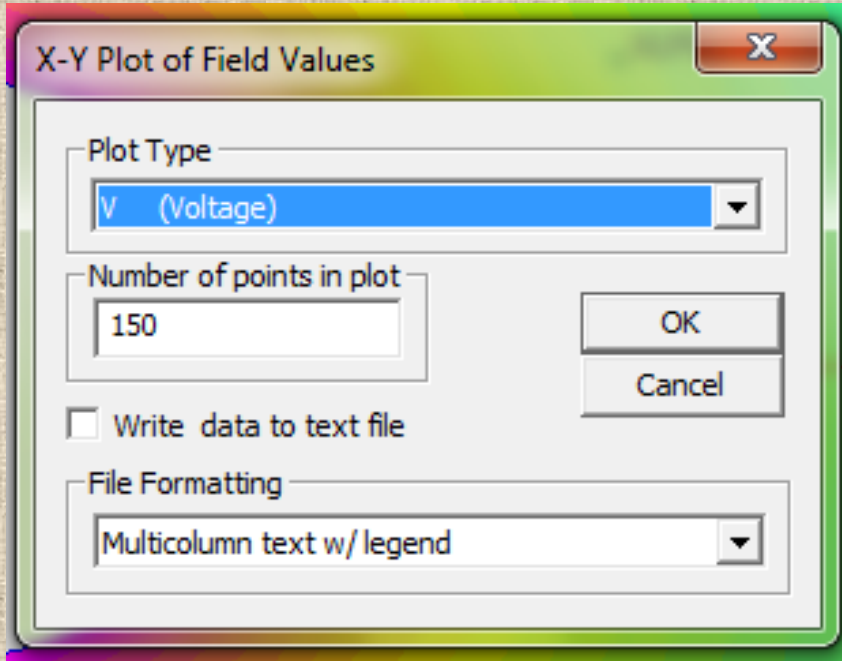 X-Y Plot of Field Values
Plot Type
V (Voltage)
Number of points in plot
150
OK
Cancel
Write data to text file
File Formatting
Multicolumn text w/ legend